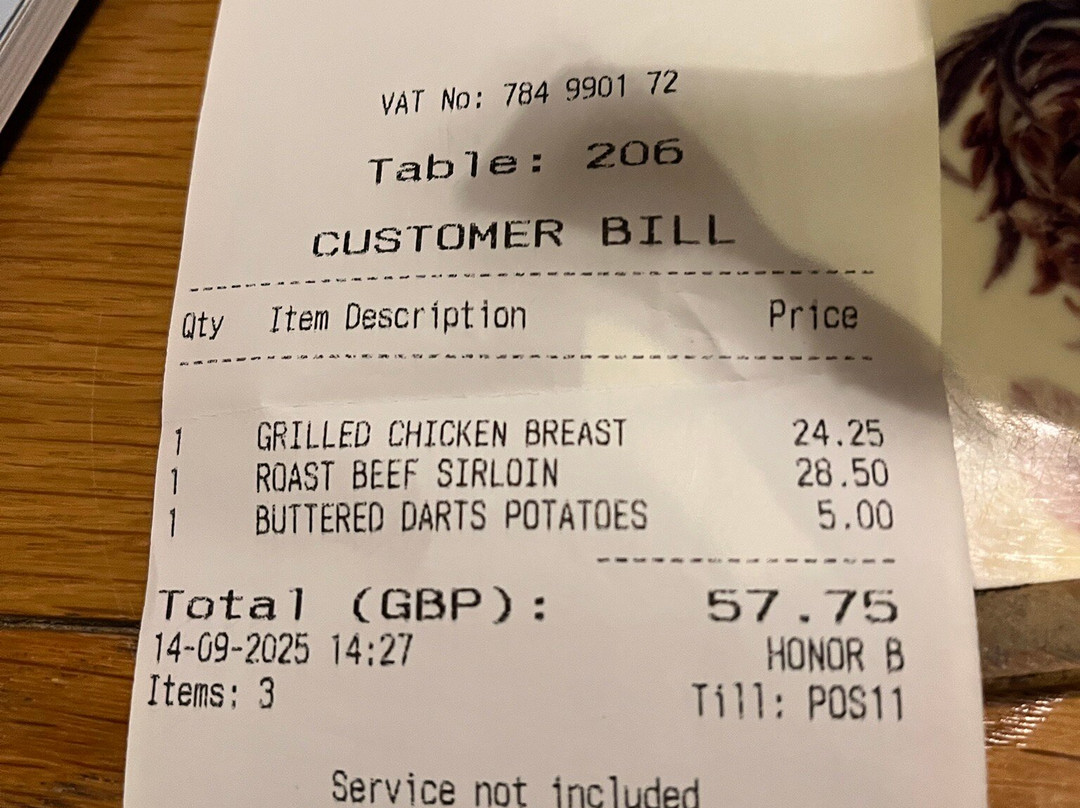 VAT No: 784 9901 72
Table: 206
CUSTOMER BILL
Qty Item Description Price
1 GRILLED CHICKEN BREAST 24.25
1 ROAST BEEF SIRLOIN 28.50
1 BUTTERED DARTS POTATOES 5.00
Total (GBP): 57.75
14-09-2025 14:27 HONOR B
Items: 3 Till: POS11
Service not included